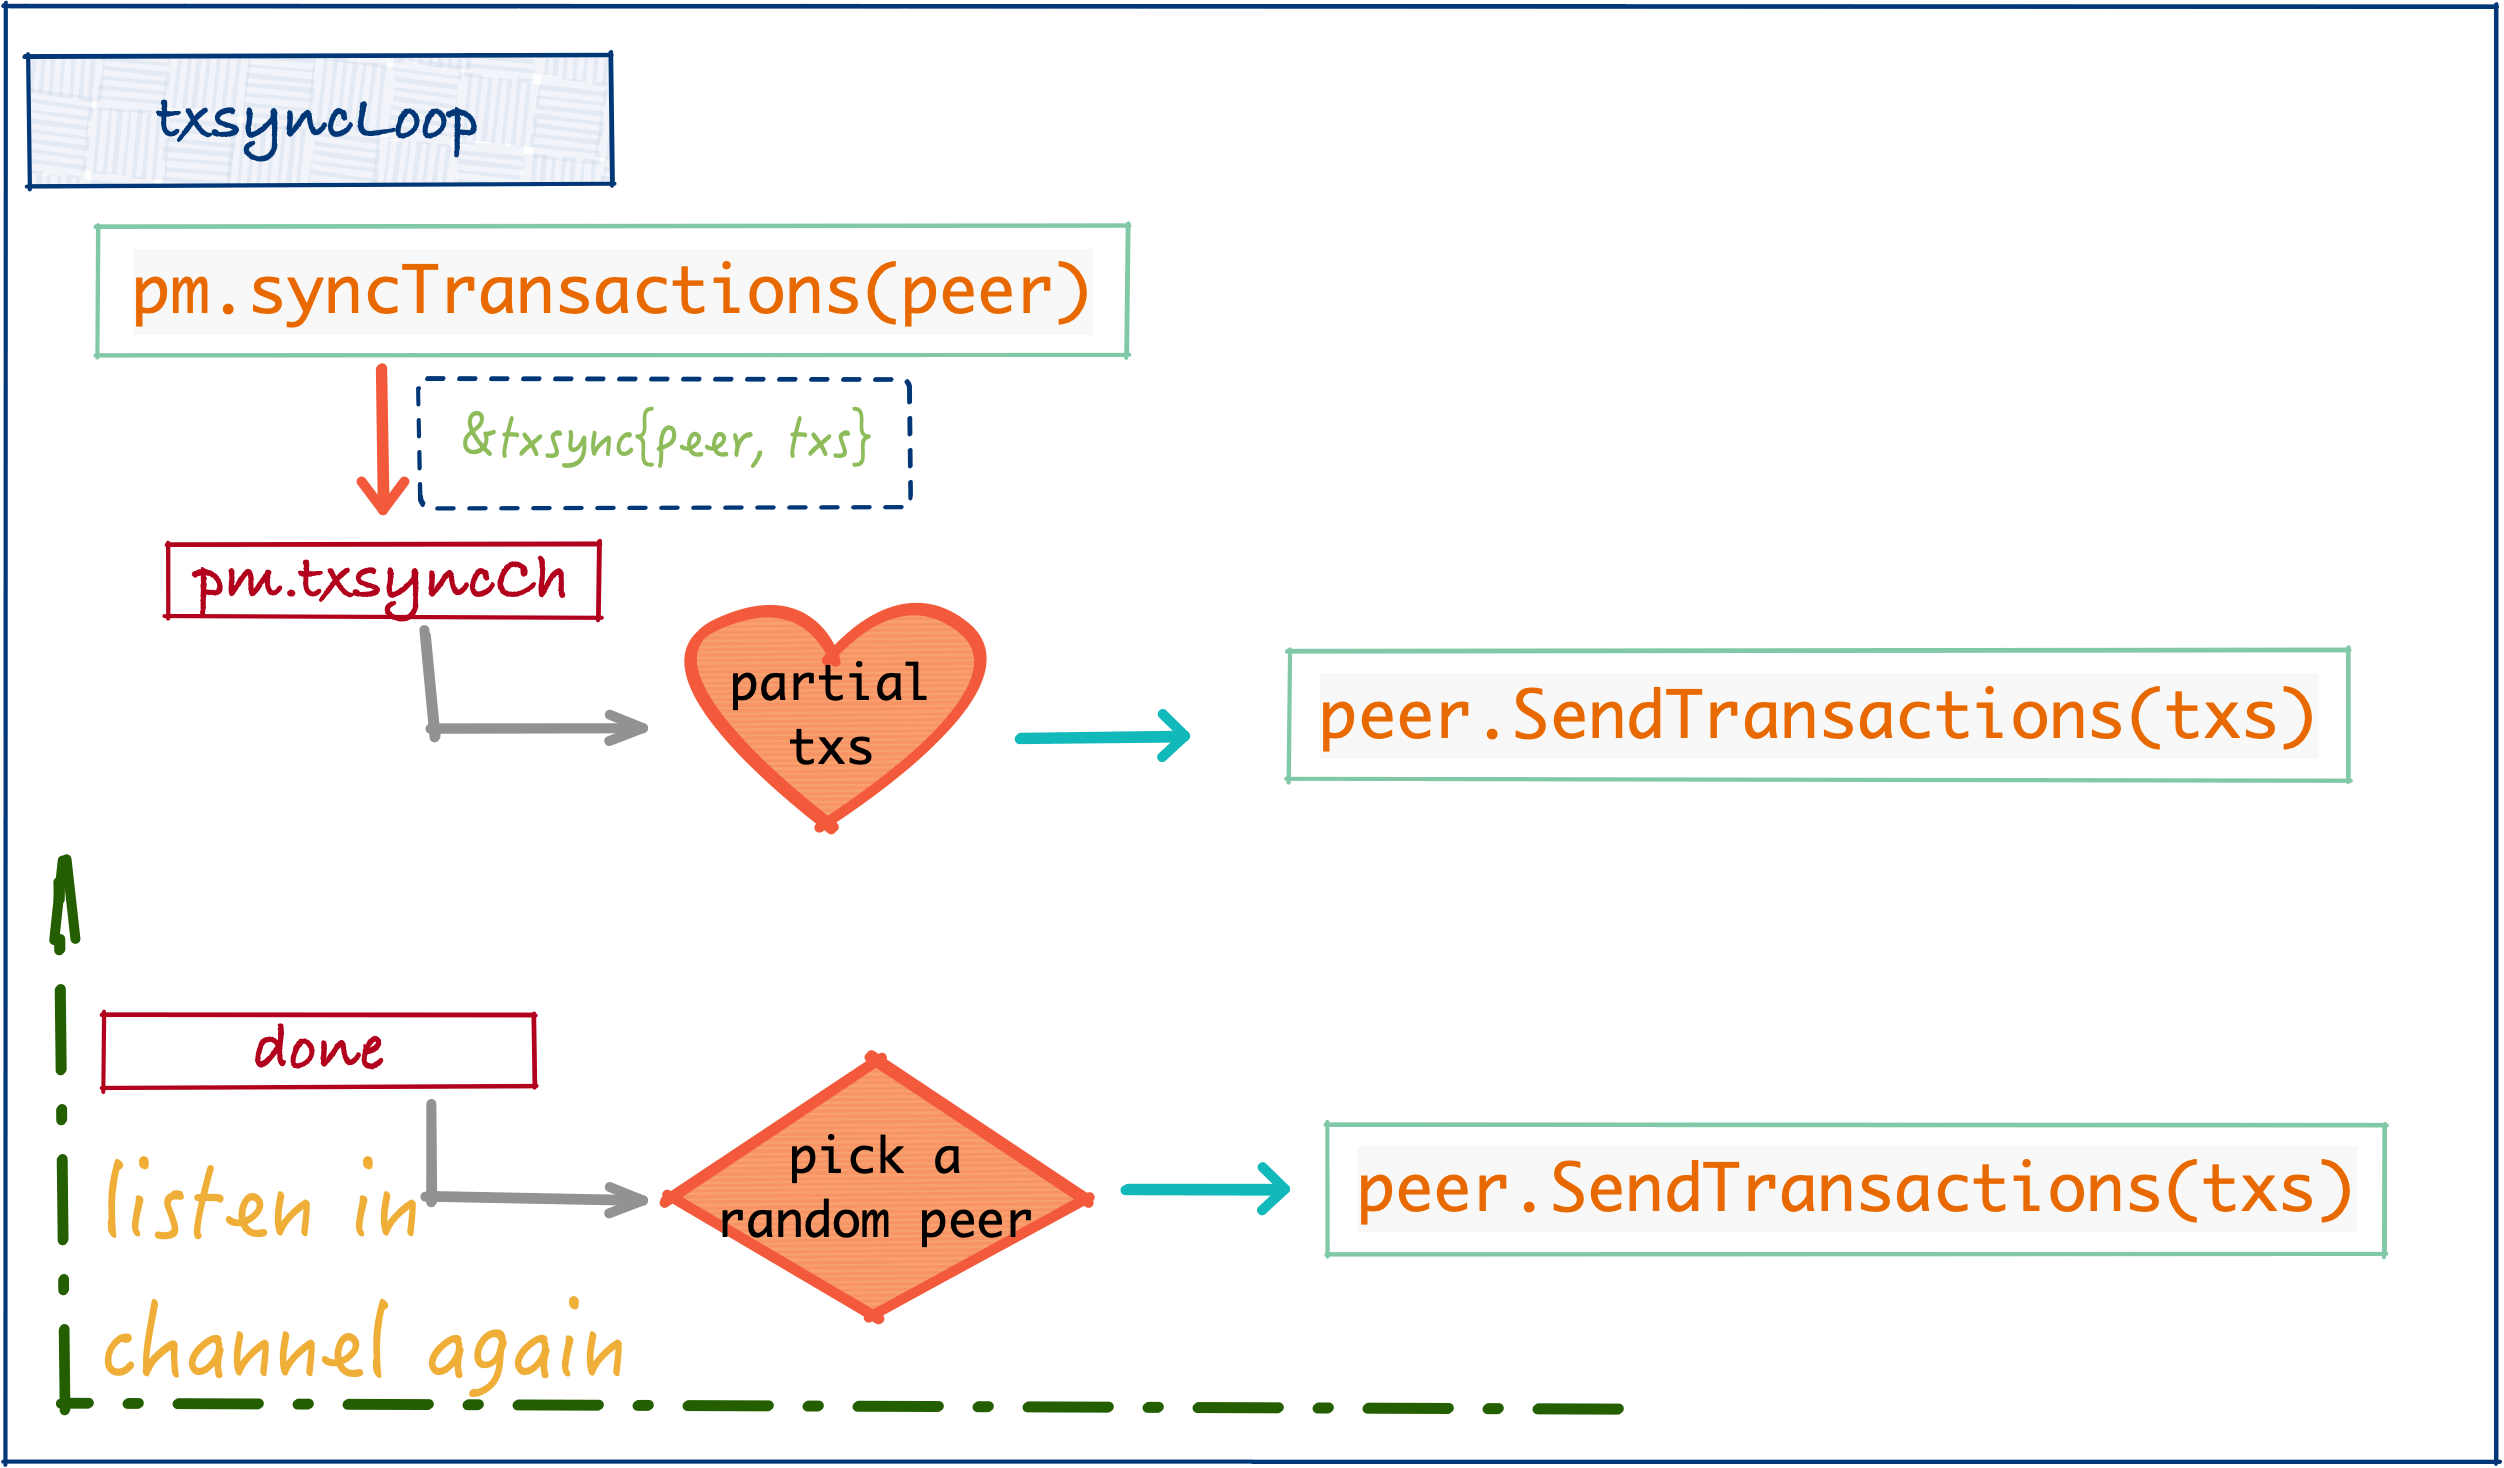 txsyncLoop
pm.syncTransactions(peer)
&txsync{peer, txs}
pm.txsyncCh
partial
txs
peer.SendTransactions(txs)
done
pick a
random peer
peer.SendTransactions(txs)
listen in
channel again